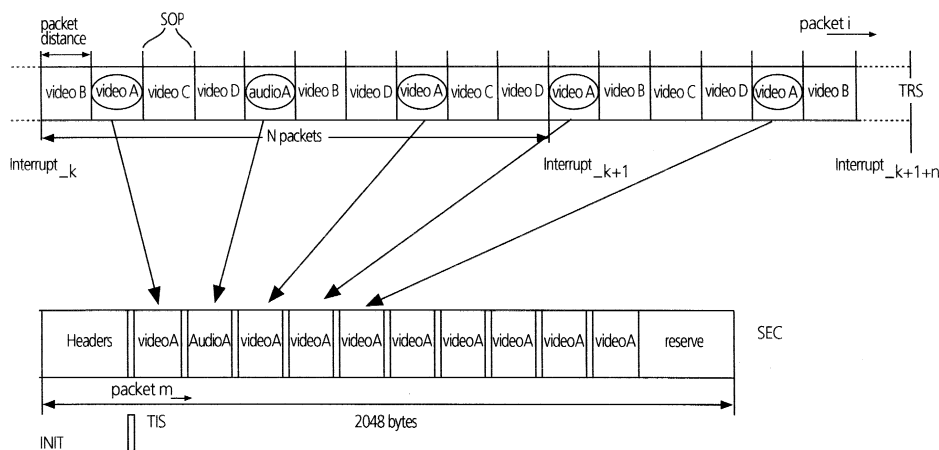 SOP
packet
distance
packet i
video B video A video C video D audioA video B video D video A video C video D video A video B video C video D video A video B TRS
N packets
Interrupt_k Interrupt_k+1 Interrupt_k+1+n
Headers videoA AudioA videoA videoA videoA videoA videoA videoA videoA videoA reserve SEC
packet m
TIS 2048 bytes
INIT